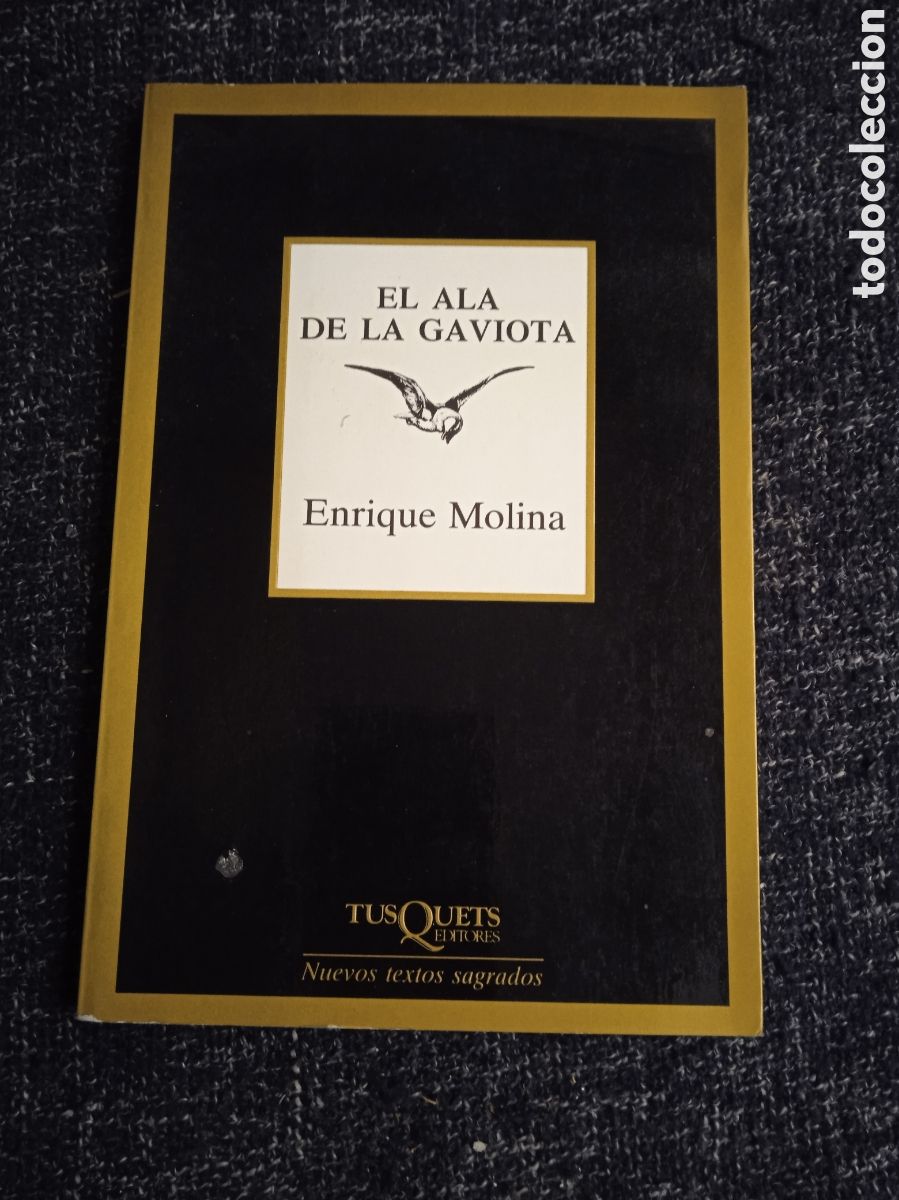 EL ALA
DE LA GAVIOTA
Enrique Molina
TUSQUETS
EDITORES
Nuevos textos sagrados
todocoleccion